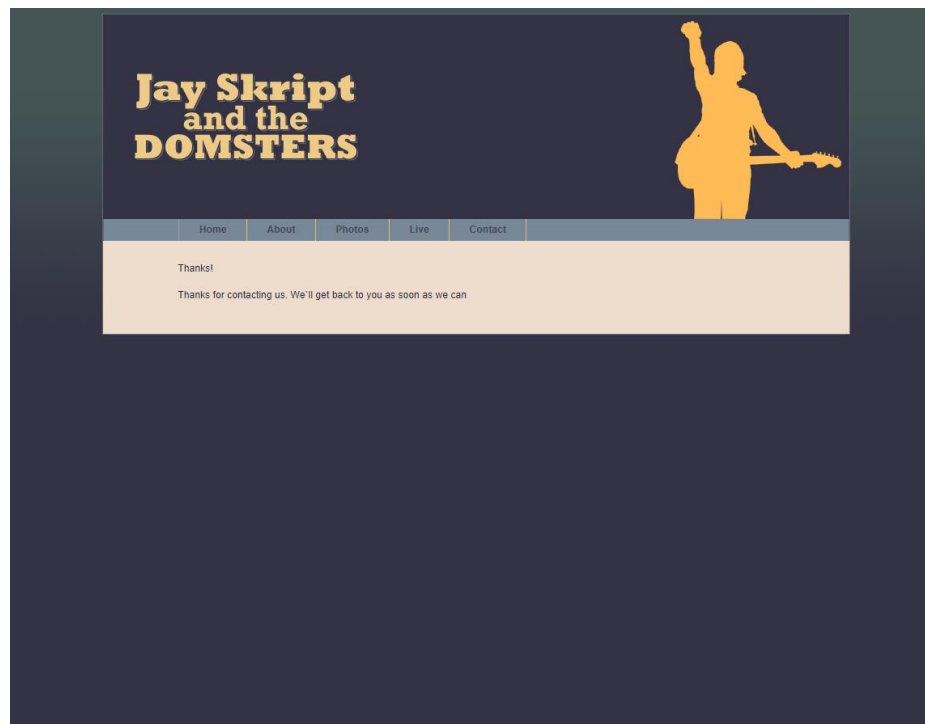 Jay Skript
and the
DOMSTERS
Home About Photos Live Contact
Thanks!
Thanks for contacting us. We'll get back to you as soon as we can